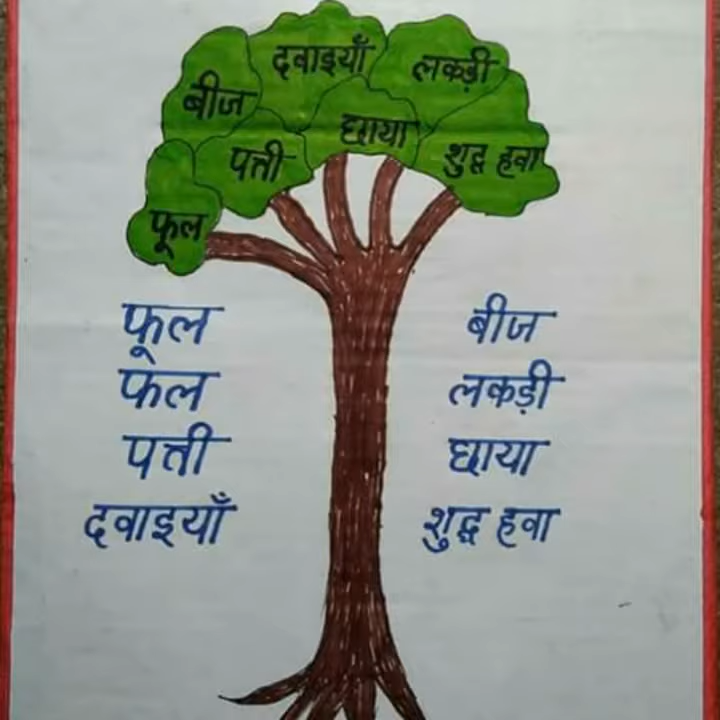 दवाइयाँ
लकड़ी
बीज
छाया
पत्ती
शुद्ध हवा
फूल
फूल
बीज
फल
लकड़ी
पत्ती
छाया
दवाइयाँ
शुद्ध हवा